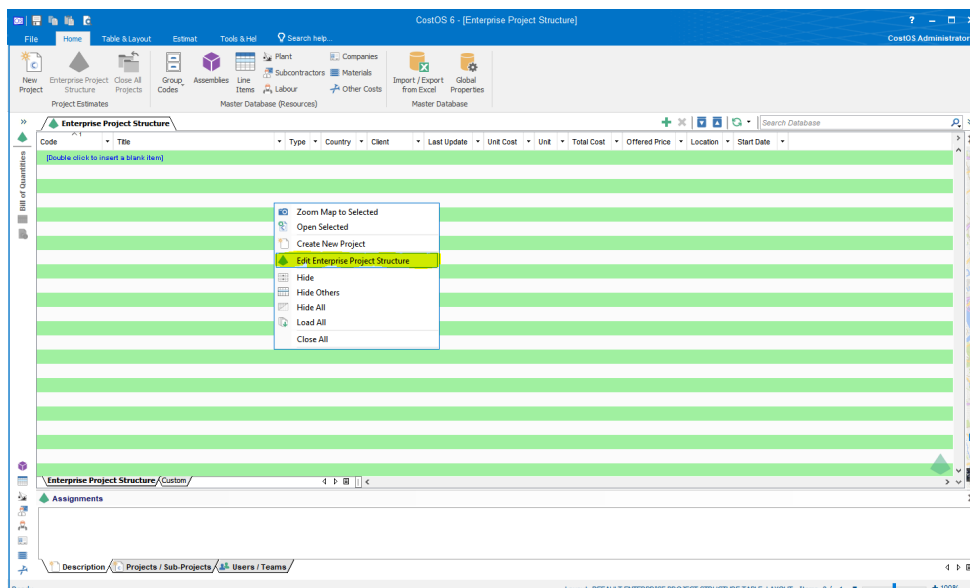 CostOS 6 - [Enterprise Project Structure]
File Home Table & Layout Estimat Tools & Hel Search help... CostOS Administrator
New Project
Enterprise Project Structure
Close All Projects
Project Estimates
Group Codes
Assemblies
Line Items
Plant
Subcontractors
Labour
Companies
Materials
Other Costs
Master Database (Resources)
Import / Export from Excel
Global Properties
Master Database
Enterprise Project Structure
Search Database
Code 1 Title Type Country Client Last Update Unit Cost Unit Total Cost Offered Price Location Start Date
[Double click to insert a blank item]
Bill of Quantities
Zoom Map to Selected
Open Selected
Create New Project
Edit Enterprise Project Structure
Hide
Hide Others
Hide All
Load All
Close All
Enterprise Project Structure Custom
Assignments
Description Projects / Sub-Projects Users / Teams